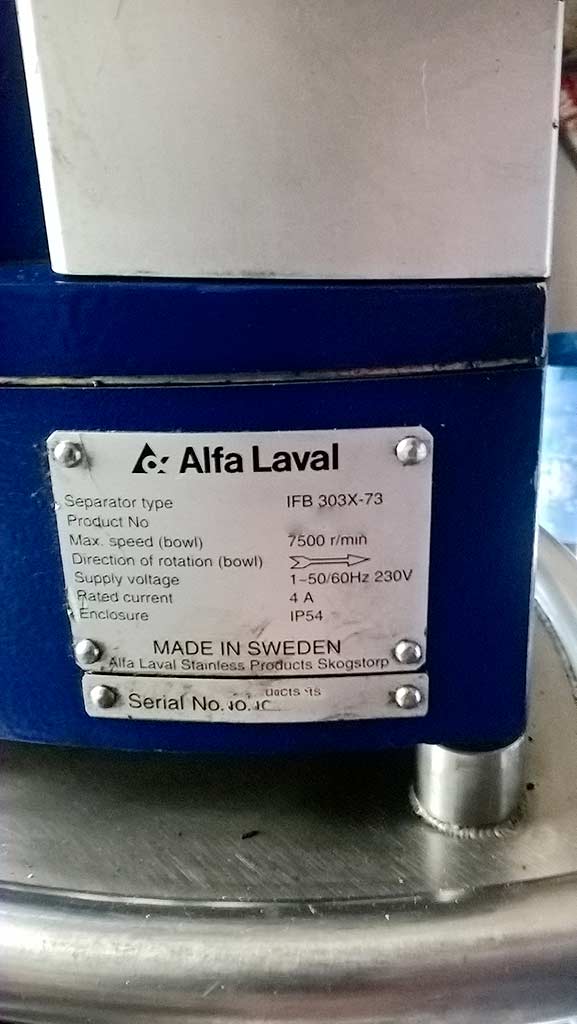 Alfa Laval
Separator type IFB 303X-73
Product No
Max. speed (bowl) 7500 r/min
Direction of rotation (bowl)
Supply voltage 1~50/60Hz 230V
Rated current 4 A
Enclosure IP54
MADE IN SWEDEN
Alfa Laval Stainless Products Skogstorp
Serial No.